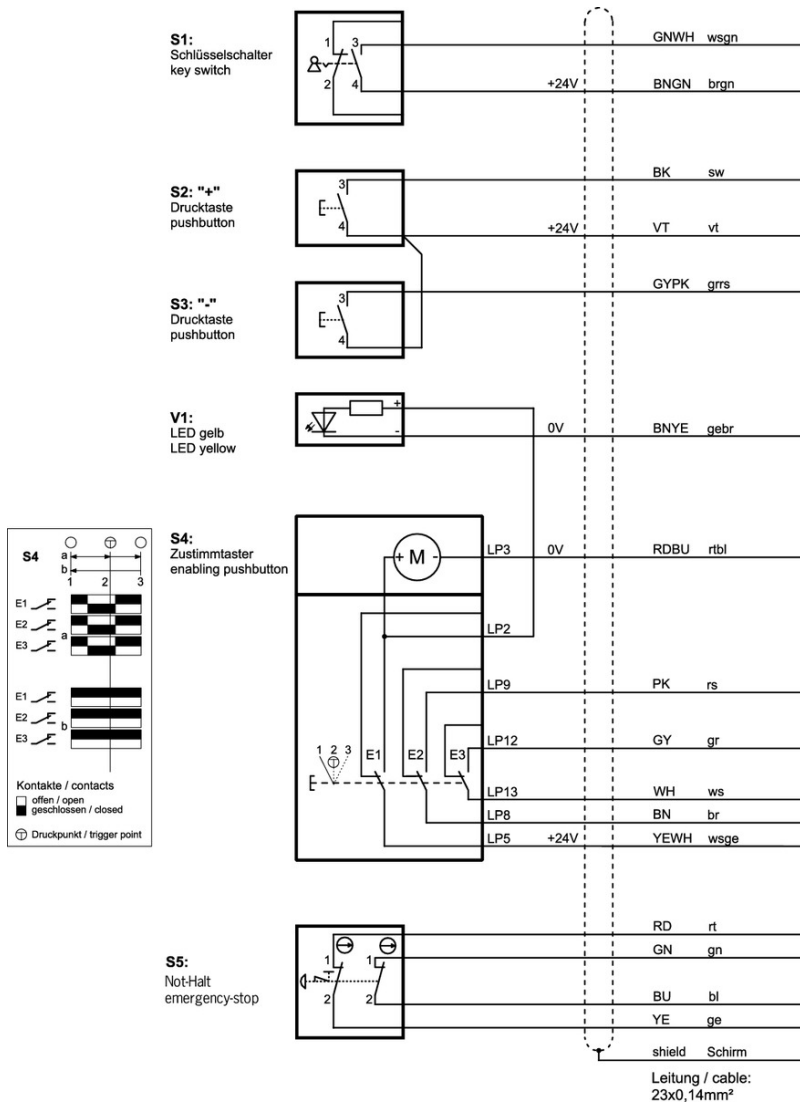 S1:
Schlüsselschalter
key switch
1 3
2 4
GNWH wsgn
+24V BNGN brgn
S2: "+"
Drucktaste
pushbutton
3
4
BK sw
+24V VT vt
S3: "-"
Drucktaste
pushbutton
3
4
GYPK grrs
V1:
LED gelb
LED yellow
+
-
0V BNYE gebr
S4:
Zustimmtaster
enabling pushbutton
+ M -
LP3 0V RDBU rtbl
LP2
LP9 PK rs
LP12 GY gr
1 2 3
E1 E2 E3
LP13 WH ws
LP8 BN br
LP5 +24V YEWH wsge
S4
a
b
1 2 3
E1
E2
a
E3
E1
E2
b
E3
Kontakte / contacts
offen / open
geschlossen / closed
Druckpunkt / trigger point
S5:
Not-Halt
emergency-stop
1 1
2 2
RD rt
GN gn
BU bl
YE ge
shield Schirm
Leitung / cable:
23x0,14mm²